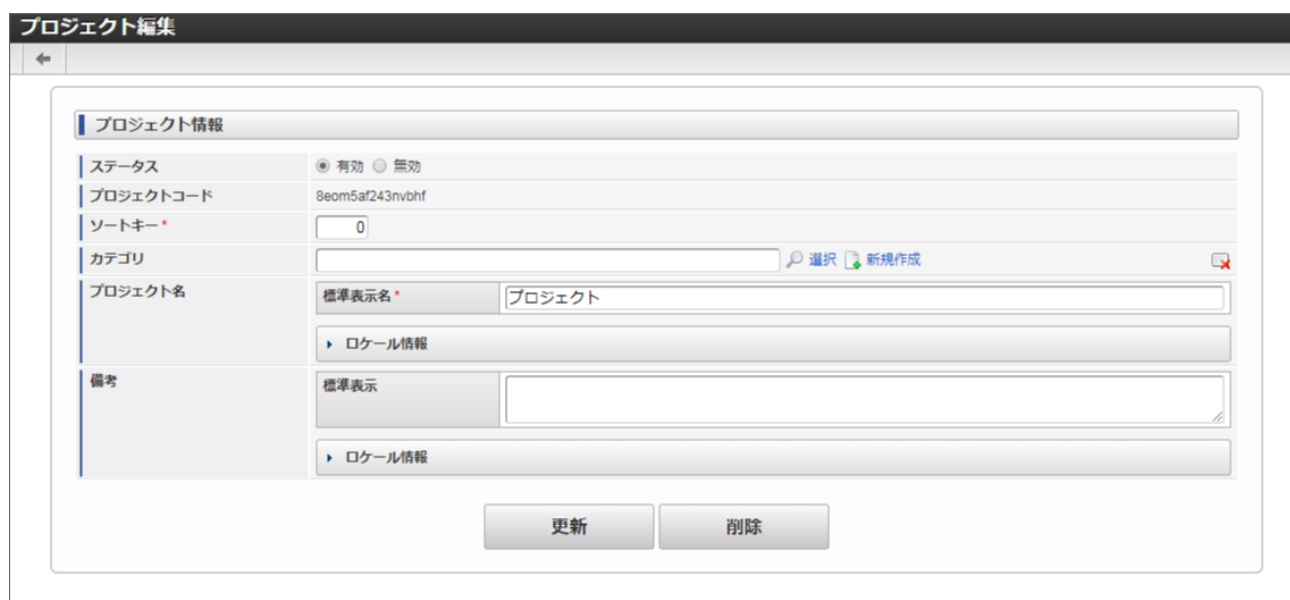 プロジェクト編集
プロジェクト情報
ステータス 有効 無効
プロジェクトコード 8eom5af243nvbhf
ソートキー* 0
カテゴリ 選択 新規作成
プロジェクト名 標準表示名* プロジェクト
ロケール情報
備考 標準表示
ロケール情報
更新 削除